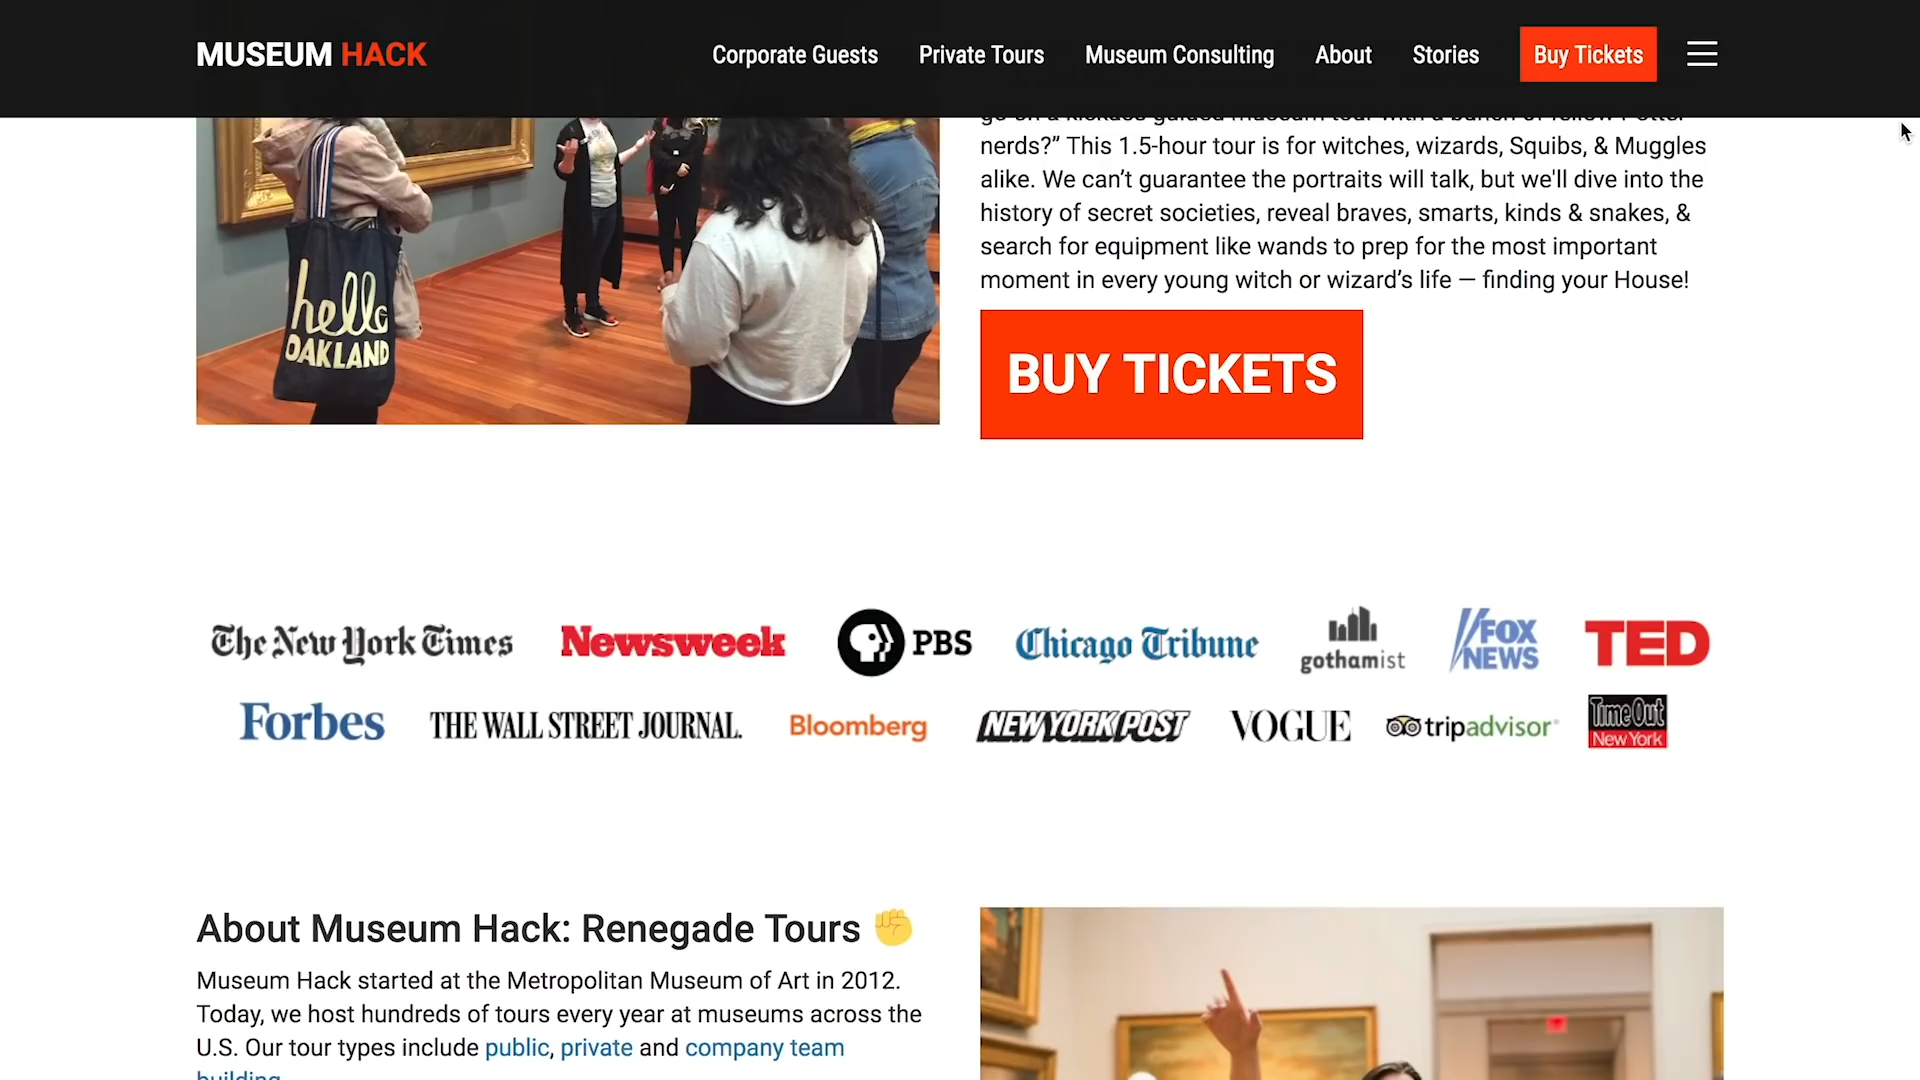 MUSEUM HACK
Corporate Guests Private Tours Museum Consulting About Stories Buy Tickets
nerds?” This 1.5-hour tour is for witches, wizards, Squibs, & Muggles
alike. We can’t guarantee the portraits will talk, but we'll dive into the
history of secret societies, reveal braves, smarts, kinds & snakes, &
search for equipment like wands to prep for the most important
moment in every young witch or wizard’s life — finding your House!
hello
OAKLAND
BUY TICKETS
The New York Times Newsweek PBS Chicago Tribune gothamist FOX NEWS TED
Forbes THE WALL STREET JOURNAL. Bloomberg NEW YORK POST VOGUE tripadvisor TimeOut New York
About Museum Hack: Renegade Tours
Museum Hack started at the Metropolitan Museum of Art in 2012.
Today, we host hundreds of tours every year at museums across the
U.S. Our tour types include public, private and company team